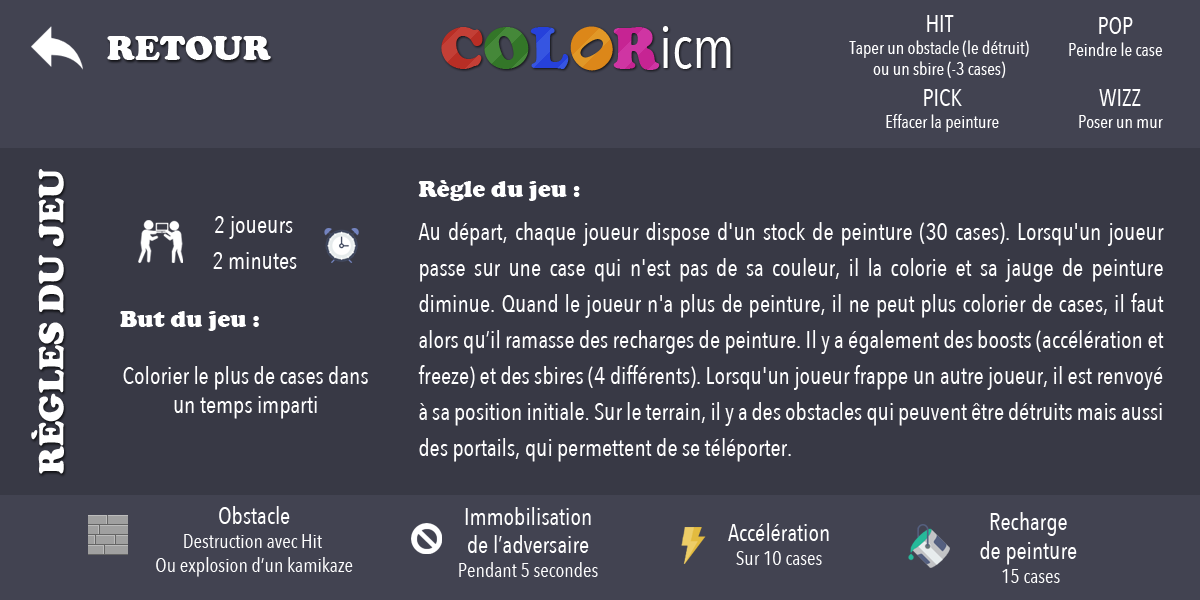 RETOUR
COLORicm
HIT
Taper un obstacle (le détruit)
ou un sbire (-3 cases)
POP
Peindre le case
PICK
Effacer la peinture
WIZZ
Poser un mur
RÈGLES DU JEU
2 joueurs
2 minutes
But du jeu :
Colorier le plus de cases dans
un temps imparti
Règle du jeu :
Au départ, chaque joueur dispose d'un stock de peinture (30 cases). Lorsqu'un joueur
passe sur une case qui n'est pas de sa couleur, il la colorie et sa jauge de peinture
diminue. Quand le joueur n'a plus de peinture, il ne peut plus colorier de cases, il faut
alors qu’il ramasse des recharges de peinture. Il y a également des boosts (accélération et
freeze) et des sbires (4 différents). Lorsqu'un joueur frappe un autre joueur, il est renvoyé
à sa position initiale. Sur le terrain, il y a des obstacles qui peuvent être détruits mais aussi
des portails, qui permettent de se téléporter.
Obstacle
Destruction avec Hit
Ou explosion d’un kamikaze
Immobilisation
de l’adversaire
Pendant 5 secondes
Accélération
Sur 10 cases
Recharge
de peinture
15 cases